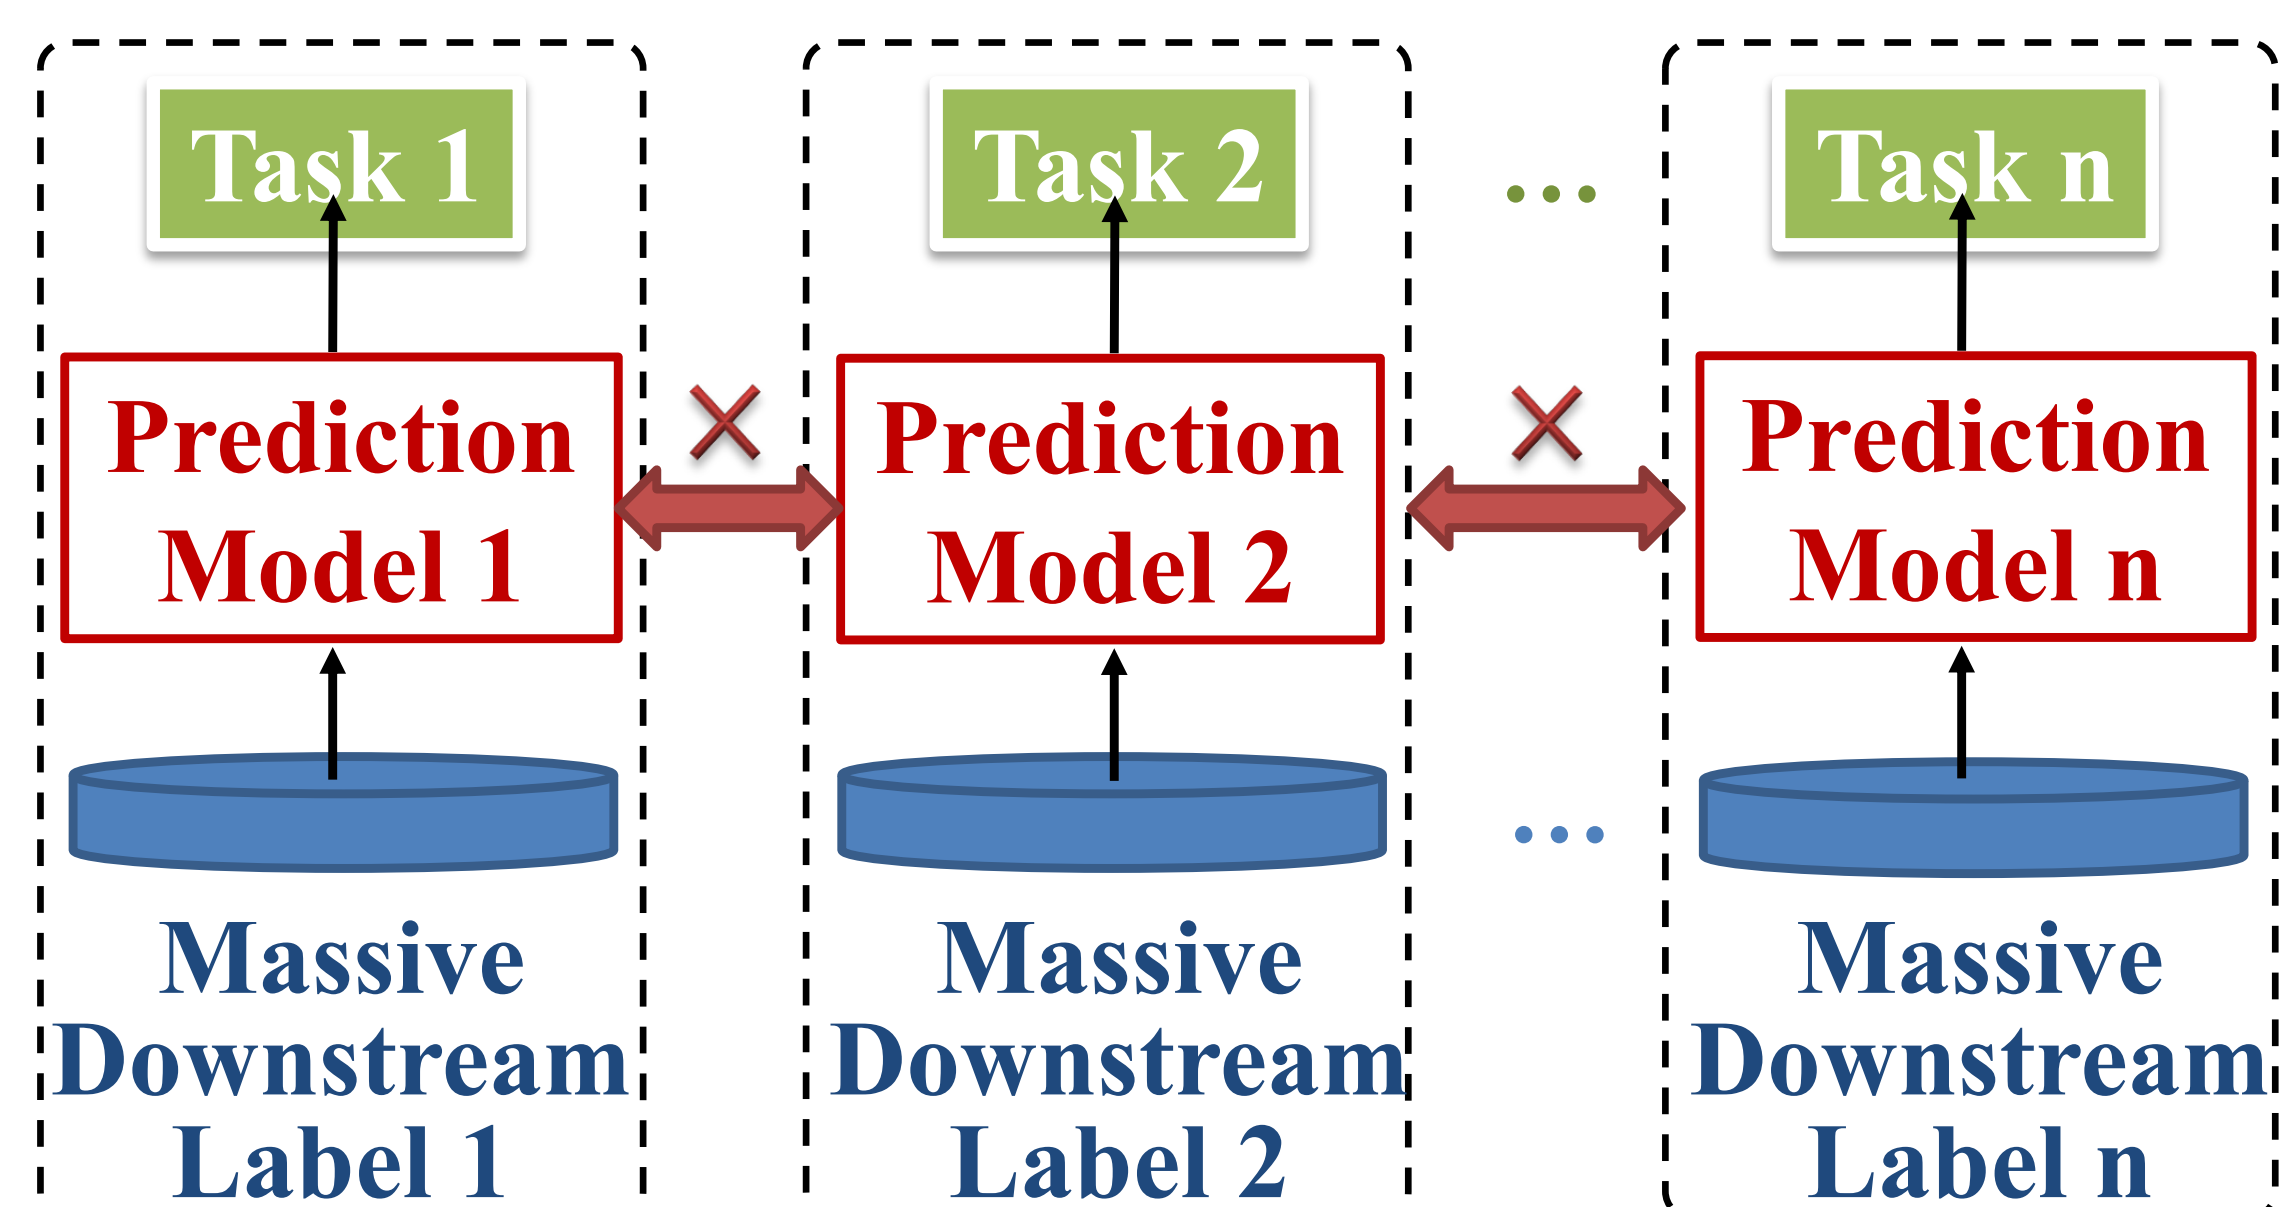 Task 1
Task 2
...
Task n
Prediction
Model 1
Prediction
Model 2
Prediction
Model n
...
Massive
Downstream
Label 1
Massive
Downstream
Label 2
Massive
Downstream
Label n